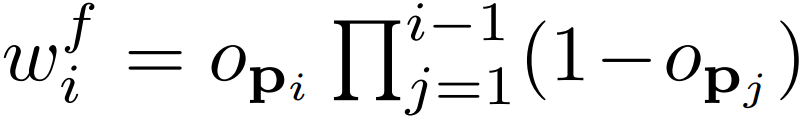 $w_i^f = o_{\mathbf{p}_i} \prod_{j=1}^{i-1} (1 - o_{\mathbf{p}_j})$